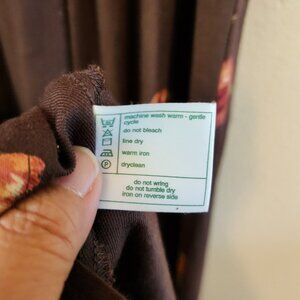 machine wash warm - gentle
cycle
do not bleach
line dry
warm iron
P dryclean
do not wring
do not tumble dry
iron on reverse side